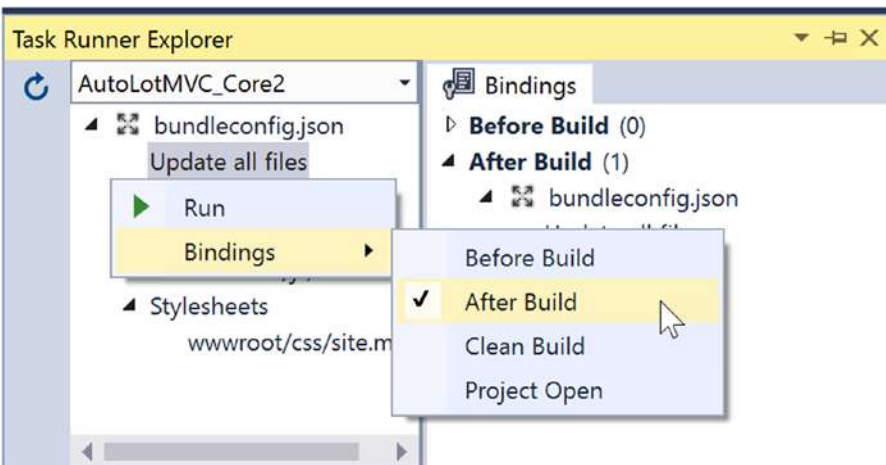 Task Runner Explorer
AutoLotMVC_Core2
bundleconfig.json
Update all files
Run
Bindings
Stylesheets
wwwroot/css/site.m
Bindings
Before Build (0)
After Build (1)
bundleconfig.json
Before Build
After Build
Clean Build
Project Open